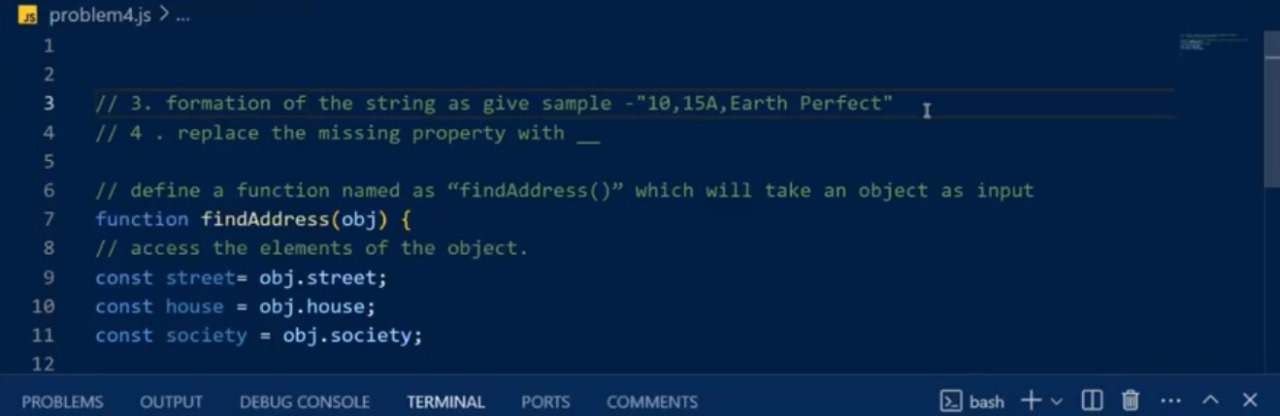 JS problem4.js > ...
1
2
3 // 3. formation of the string as give sample -"10,15A,Earth Perfect"
4 // 4 . replace the missing property with __
5
6 // define a function named as “findAddress()” which will take an object as input
7 function findAddress(obj) {
8 // access the elements of the object.
9 const street= obj.street;
10 const house = obj.house;
11 const society = obj.society;
12
PROBLEMS OUTPUT DEBUG CONSOLE TERMINAL PORTS COMMENTS bash